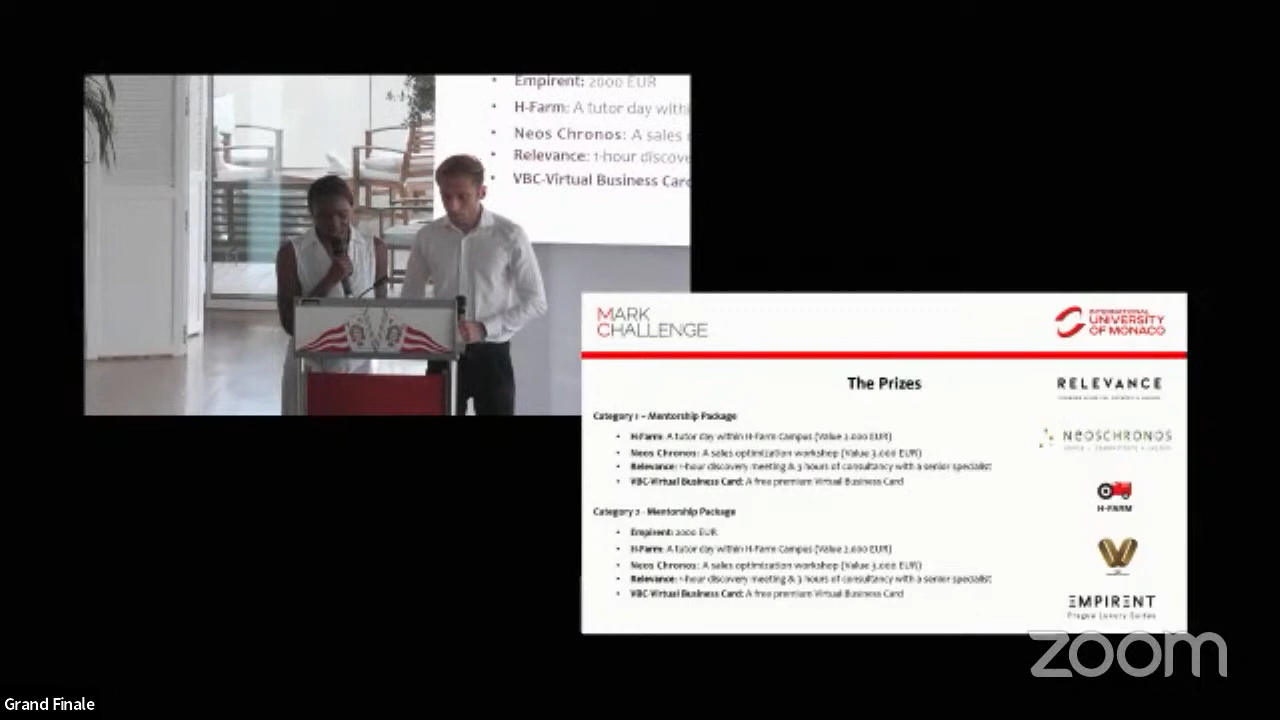 Empirent: 2000 EUR
H-Farm: A tutor day withi
Neos Chronos: A sales
Relevance: 1-hour discove
VBC-Virtual Business Card
MARK
CHALLENGE
INTERNATIONAL
UNIVERSITY
OF MONACO
The Prizes
RELEVANCE
Category 1 – Mentorship Package
H-Farm: A tutor day within H-Farm Campus (Value 2.000 EUR)
Neos Chronos: A sales optimization workshop (Value 3.000 EUR)
Relevance: 1-hour discovery meeting & 3 hours of consultancy with a senior specialist
VBC-Virtual Business Card: A free premium Virtual Business Card
NEOSCHRONOS
H-FARM
Category 2 - Mentorship Package
Empirent: 2000 EUR
H-Farm: A tutor day within H-Farm Campus (Value 2.000 EUR)
Neos Chronos: A sales optimization workshop (Value 3.000 EUR)
Relevance: 1-hour discovery meeting & 3 hours of consultancy with a senior specialist
VBC-Virtual Business Card: A free premium Virtual Business Card
EMPIRENT
Prague Luxury Suites
zoom
Grand Finale